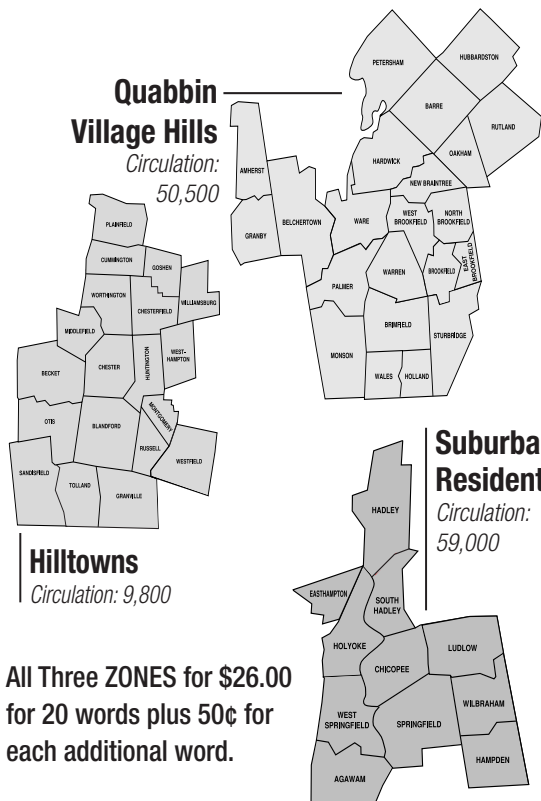 Quabbin
Village Hills
Circulation:
50,500
PETERSHAM
HUBBARDSTON
BARRE
RUTLAND
HARDWICK
OAKHAM
AMHERST
NEW BRAINTREE
BELCHERTOWN
WARE
WEST
BROOKFIELD
NORTH
BROOKFIELD
GRANBY
WARREN
BROOKFIELD
EAST
BROOKFIELD
PALMER
BRIMFIELD
STURBRIDGE
MONSON
WALES
HOLLAND
PLAINFIELD
CUMMINGTON
GOSHEN
WORTHINGTON
CHESTERFIELD
WILLIAMSBURG
MIDDLEFIELD
WEST-
HAMPTON
HUNTINGTON
CHESTER
BECKET
OTIS
BLANDFORD
MONTGOMERY
RUSSELL
WESTFIELD
SANDISFIELD
TOLLAND
GRANVILLE
Hilltowns
Circulation: 9,800
Suburba
Resident
Circulation:
59,000
HADLEY
EASTHAMPTON
SOUTH
HADLEY
HOLYOKE
CHICOPEE
LUDLOW
WEST
SPRINGFIELD
SPRINGFIELD
WILBRAHAM
HAMPDEN
AGAWAM
All Three ZONES for $26.00
for 20 words plus 50¢ for
each additional word.